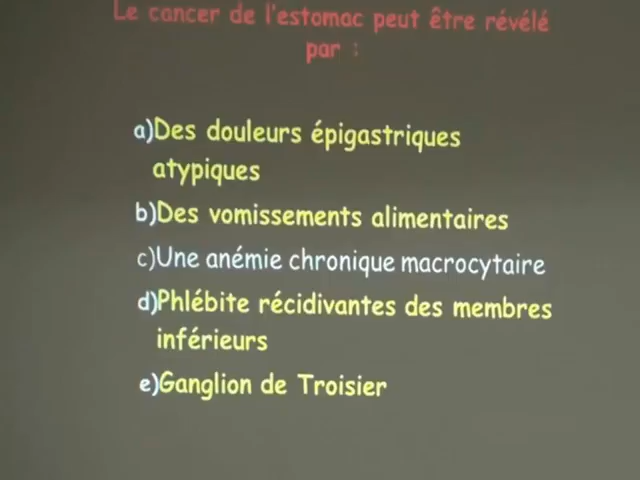 Le cancer de l'estomac peut être révélé
par :
a)Des douleurs épigastriques
atypiques
b)Des vomissements alimentaires
c)Une anémie chronique macrocytaire
d)Phlébite récidivantes des membres
inférieurs
e)Ganglion de Troisier